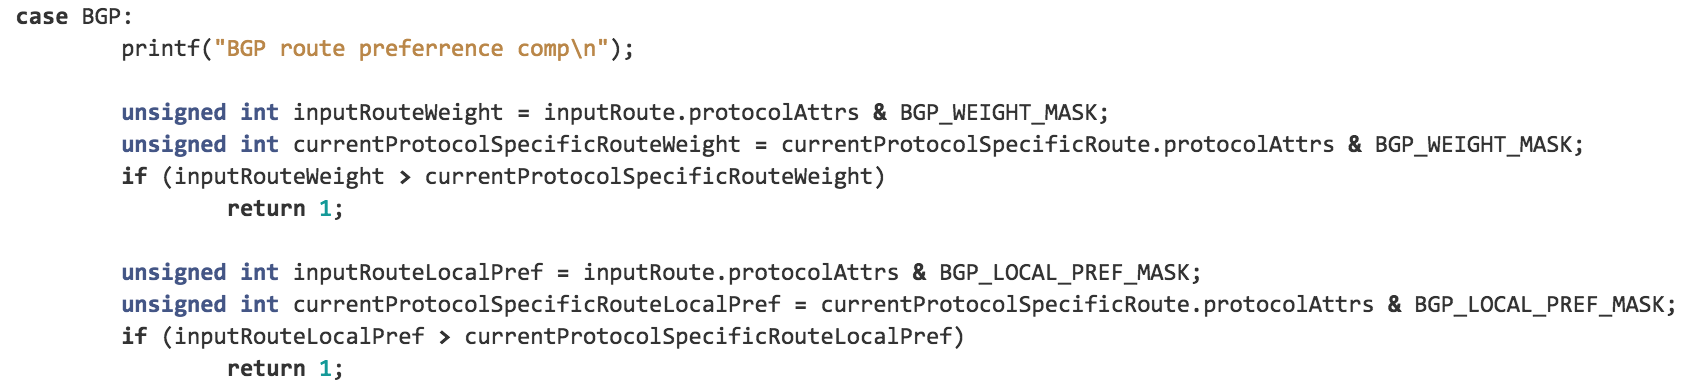 case BGP:
printf("BGP route preferrence comp\n");
unsigned int inputRouteWeight = inputRoute.protocolAttrs & BGP_WEIGHT_MASK;
unsigned int currentProtocolSpecificRouteWeight = currentProtocolSpecificRoute.protocolAttrs & BGP_WEIGHT_MASK;
if (inputRouteWeight > currentProtocolSpecificRouteWeight)
return 1;
unsigned int inputRouteLocalPref = inputRoute.protocolAttrs & BGP_LOCAL_PREF_MASK;
unsigned int currentProtocolSpecificRouteLocalPref = currentProtocolSpecificRoute.protocolAttrs & BGP_LOCAL_PREF_MASK;
if (inputRouteLocalPref > currentProtocolSpecificRouteLocalPref)
return 1;